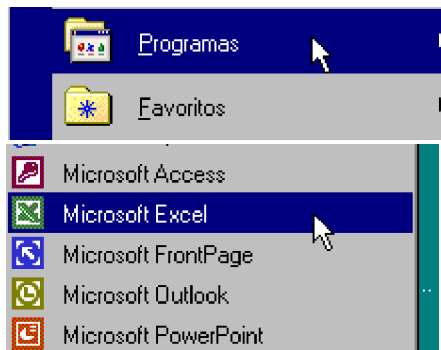 Programas
Favoritos
Microsoft Access
Microsoft Excel
Microsoft FrontPage
Microsoft Outlook
Microsoft PowerPoint